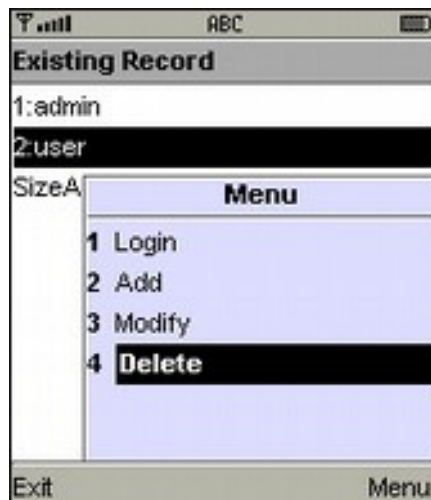 ABC
Existing Record
1:admin
2:user
SizeA
Menu
1 Login
2 Add
3 Modify
4 Delete
Exit Menu